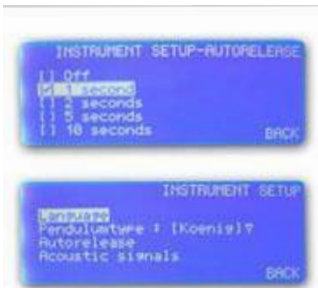 INSTRUMENT SETUP-AUTORELEASE
[ ] Off
[✓] 1 second
[ ] 2 seconds
[ ] 5 seconds
[ ] 10 seconds
BACK
INSTRUMENT SETUP
Language
Pendulumtype : [Koenig]?
Autorelease
Acoustic signals
BACK